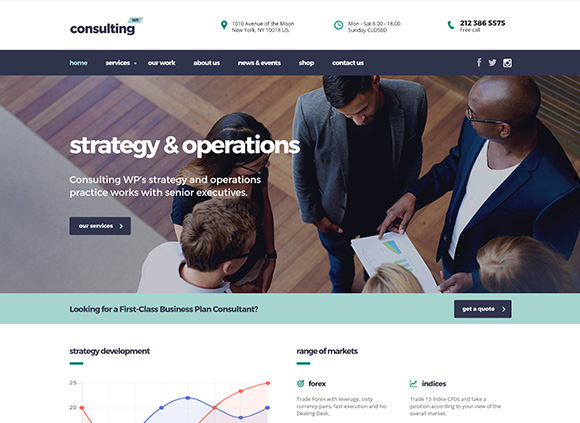 consulting WP
1010 Avenue of the Moon
New York, NY 10018 US.
Mon - Sat 8.00 - 18.00
Sunday CLOSED
212 386 5575
Free call
home services our work about us news & events shop contact us
strategy & operations
Consulting WP's strategy and operations
practice works with senior executives.
our services
Looking for a First-Class Business Plan Consultant?
get a quote
strategy development
25
20
range of markets
forex
Trade Forex with leverage, sixty
currency pairs, fast execution and No
Dealing Desk.
indices
Trade 15 Index CFDs and take a
position according to your view of the
overall market.